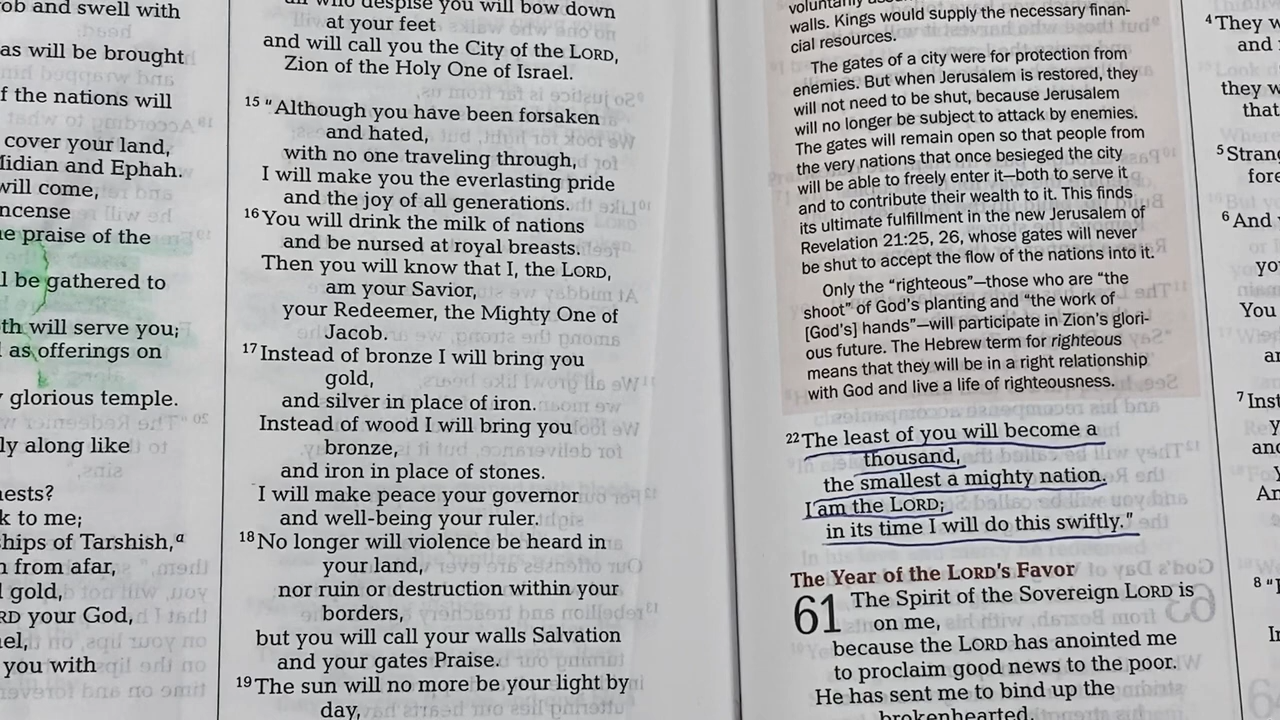 ob and swell with
as will be brought
f the nations will
cover your land,
Midian and Ephah.
will come,
ncense
e praise of the
l be gathered to
th will serve you;
as offerings on
glorious temple.
ly along like
nests?
k to me;
hips of Tarshish,ᵃ
from afar,
gold,
RD your God,
el,
you with
who despise you will bow down
at your feet
and will call you the City of the LORD,
Zion of the Holy One of Israel.
15 “Although you have been forsaken
and hated,
with no one traveling through,
I will make you the everlasting pride
and the joy of all generations.
16 You will drink the milk of nations
and be nursed at royal breasts.
Then you will know that I, the LORD,
am your Savior,
your Redeemer, the Mighty One of
Jacob.
17 Instead of bronze I will bring you
gold,
and silver in place of iron.
Instead of wood I will bring you
bronze,
and iron in place of stones.
I will make peace your governor
and well-being your ruler.
18 No longer will violence be heard in
your land,
nor ruin or destruction within your
borders,
but you will call your walls Salvation
and your gates Praise.
19 The sun will no more be your light by
day,
voluntarily
walls. Kings would supply the necessary finan-
cial resources.
The gates of a city were for protection from
enemies. But when Jerusalem is restored, they
will not need to be shut, because Jerusalem
will no longer be subject to attack by enemies.
The gates will remain open so that people from
the very nations that once besieged the city
will be able to freely enter it—both to serve it
and to contribute their wealth to it. This finds
its ultimate fulfillment in the new Jerusalem of
Revelation 21:25, 26, whose gates will never
be shut to accept the flow of the nations into it.
Only the “righteous”—those who are “the
shoot” of God’s planting and “the work of
[God’s] hands”—will participate in Zion’s glori-
ous future. The Hebrew term for righteous
means that they will be in a right relationship
with God and live a life of righteousness.
22 The least of you will become a
thousand,
the smallest a mighty nation.
I am the LORD;
in its time I will do this swiftly.”
The Year of the LORD’s Favor
61 The Spirit of the Sovereign LORD is
on me,
because the LORD has anointed me
to proclaim good news to the poor.
He has sent me to bind up the
brokenhearted,
4 They w
and
they w
that
5 Strang
fore
6 And
yo
You
ar
7 Inst
y
and
An
8 “